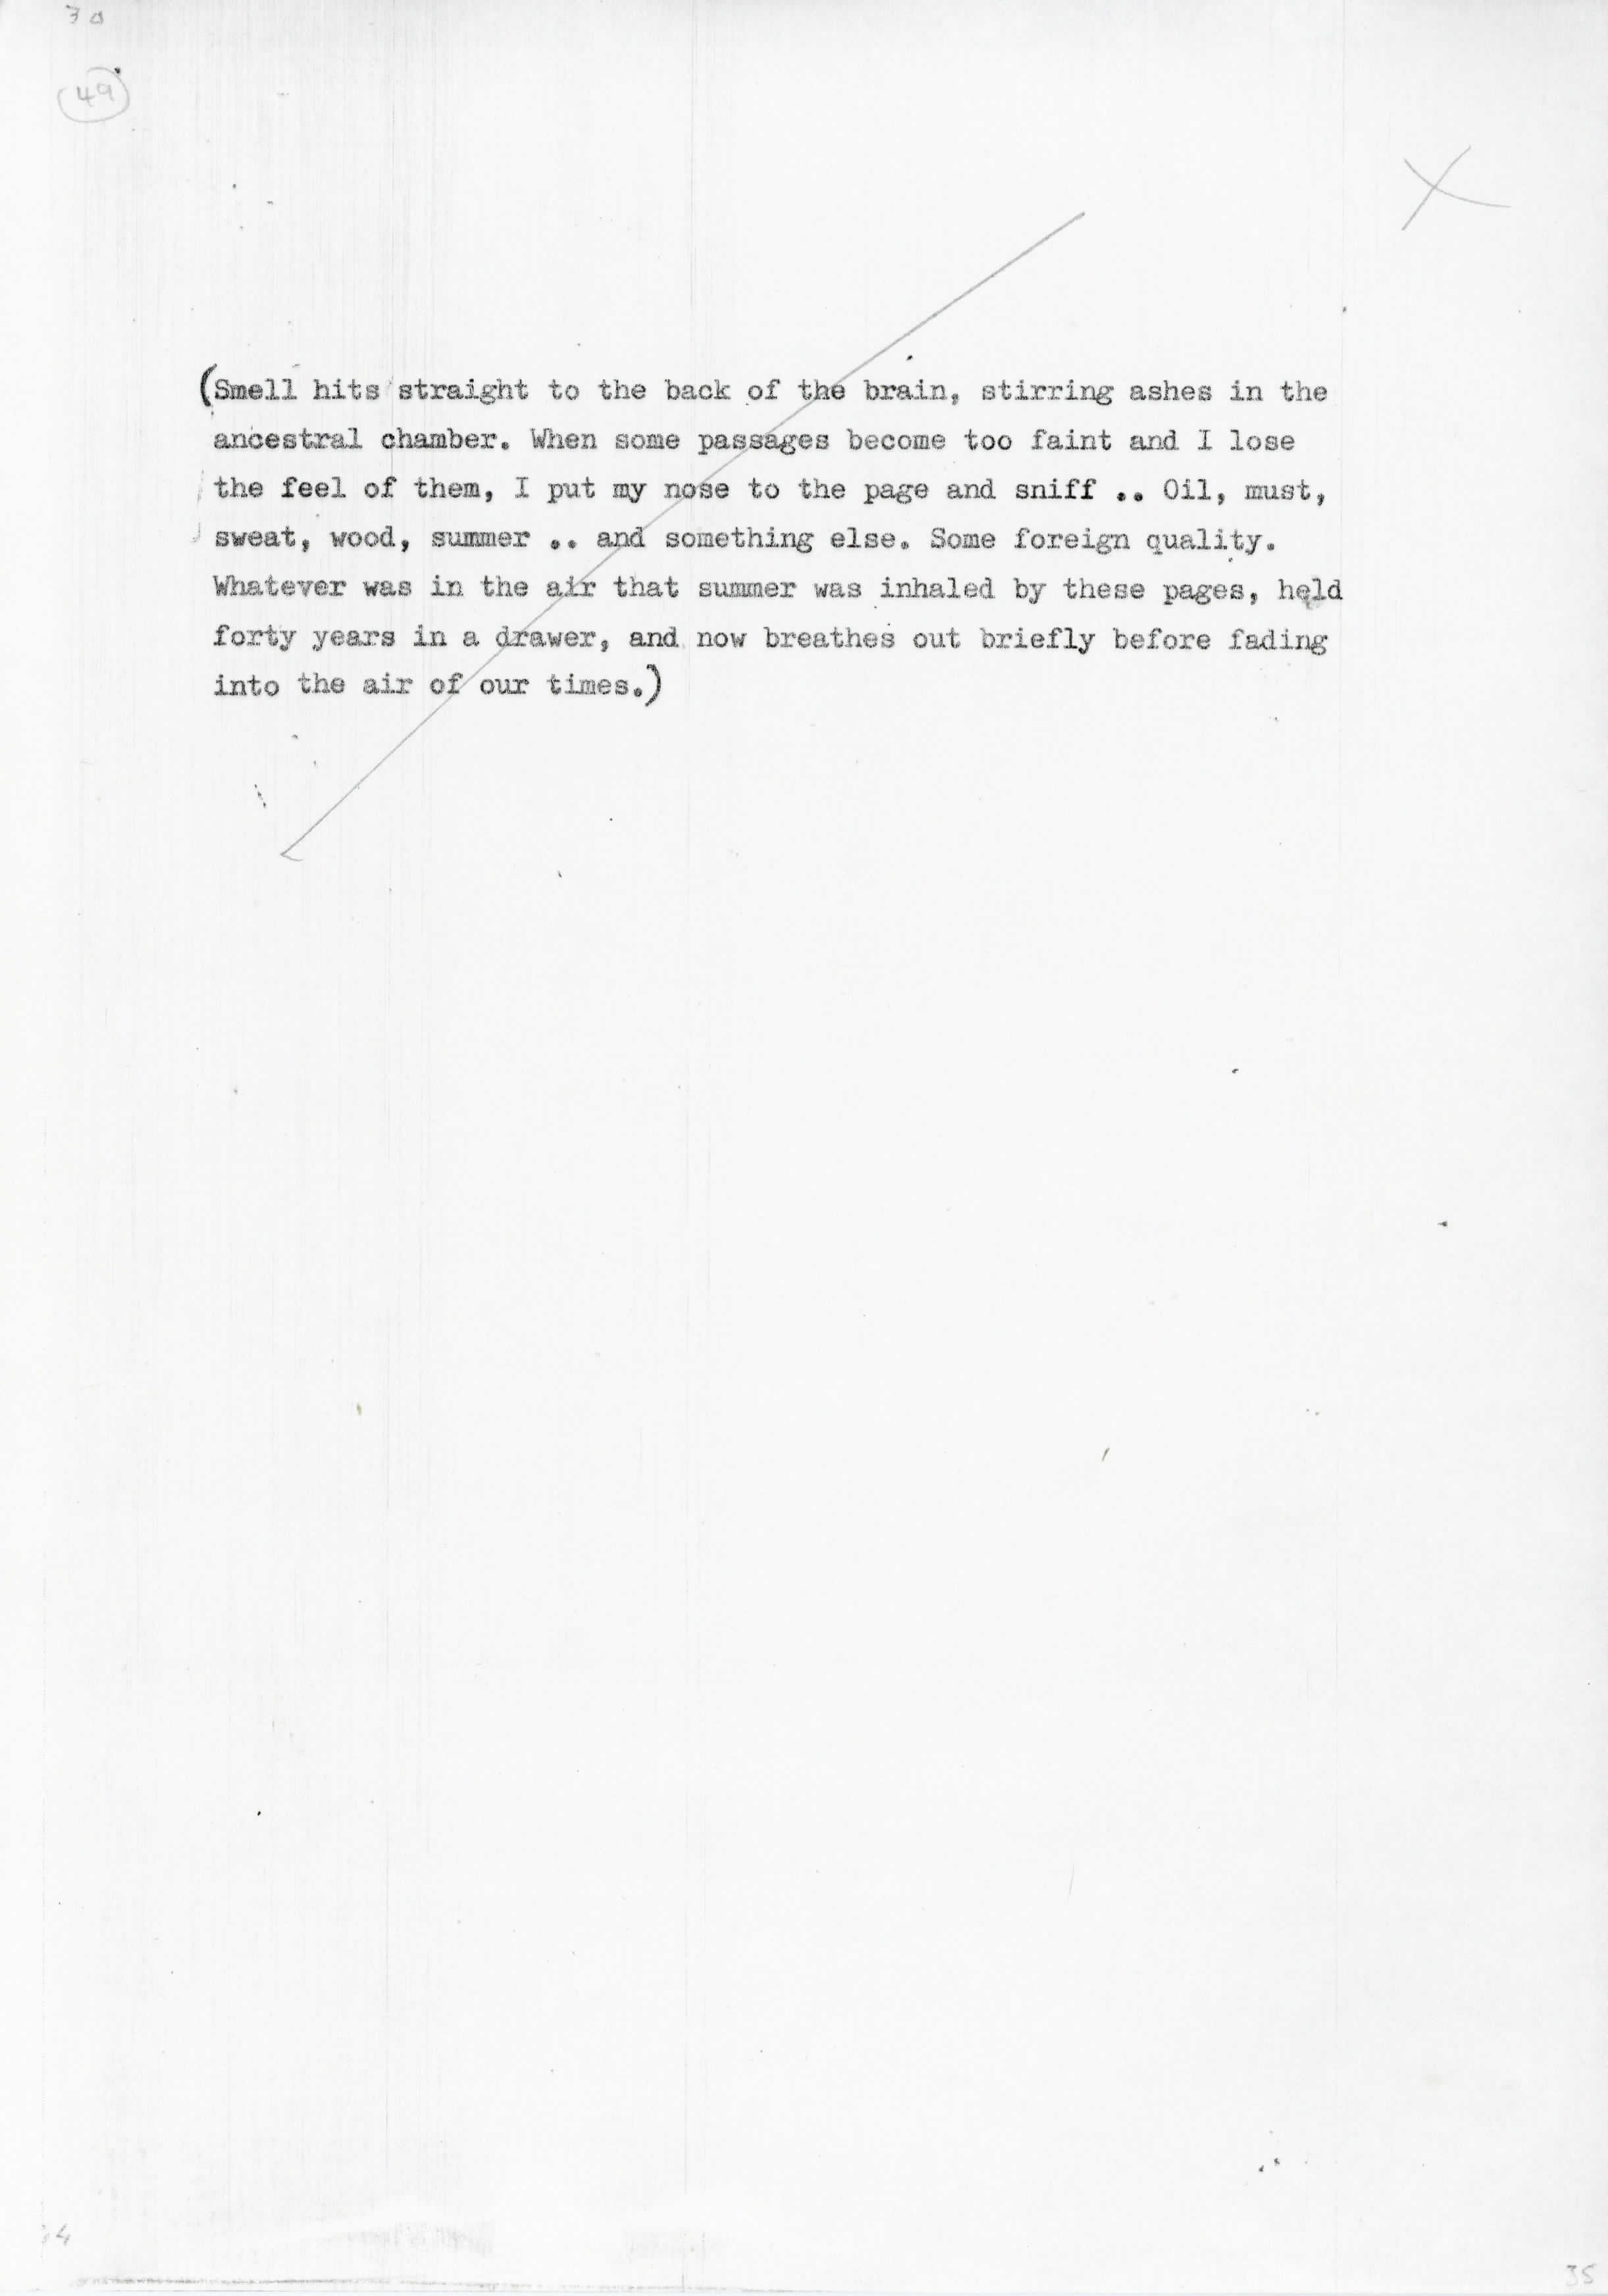 30
49
(Smell hits straight to the back of the brain, stirring ashes in the
ancestral chamber. When some passages become too faint and I lose
the feel of them, I put my nose to the page and sniff .. Oil, must,
sweat, wood, summer .. and something else. Some foreign quality.
Whatever was in the air that summer was inhaled by these pages, held
forty years in a drawer, and now breathes out briefly before fading
into the air of our times.)
35